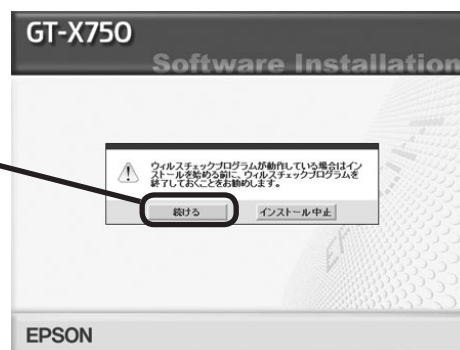 GT-X750
Software Installation
ウィルスチェックプログラムが動作している場合はイン
ストールを始める前に、ウィルスチェックプログラムを
終了しておくことをお勧めします。
続ける
インストール中止
EPSON